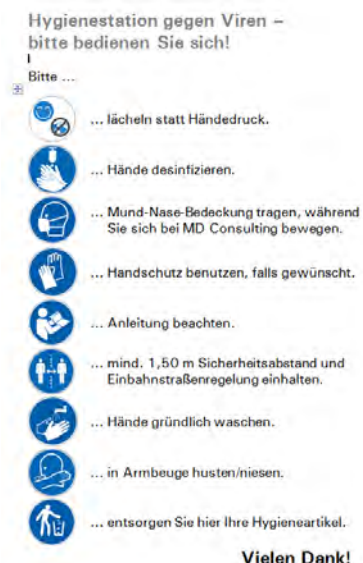 Hygienestation gegen Viren –
bitte bedienen Sie sich!
Bitte ...
... lächeln statt Händedruck.
... Hände desinfizieren.
... Mund-Nase-Bedeckung tragen, während
Sie sich bei MD Consulting bewegen.
... Handschutz benutzen, falls gewünscht.
... Anleitung beachten.
... mind. 1,50 m Sicherheitsabstand und
Einbahnstraßenregelung einhalten.
... Hände gründlich waschen.
... in Armbeuge husten/niesen.
... entsorgen Sie hier Ihre Hygieneartikel.
Vielen Dank!